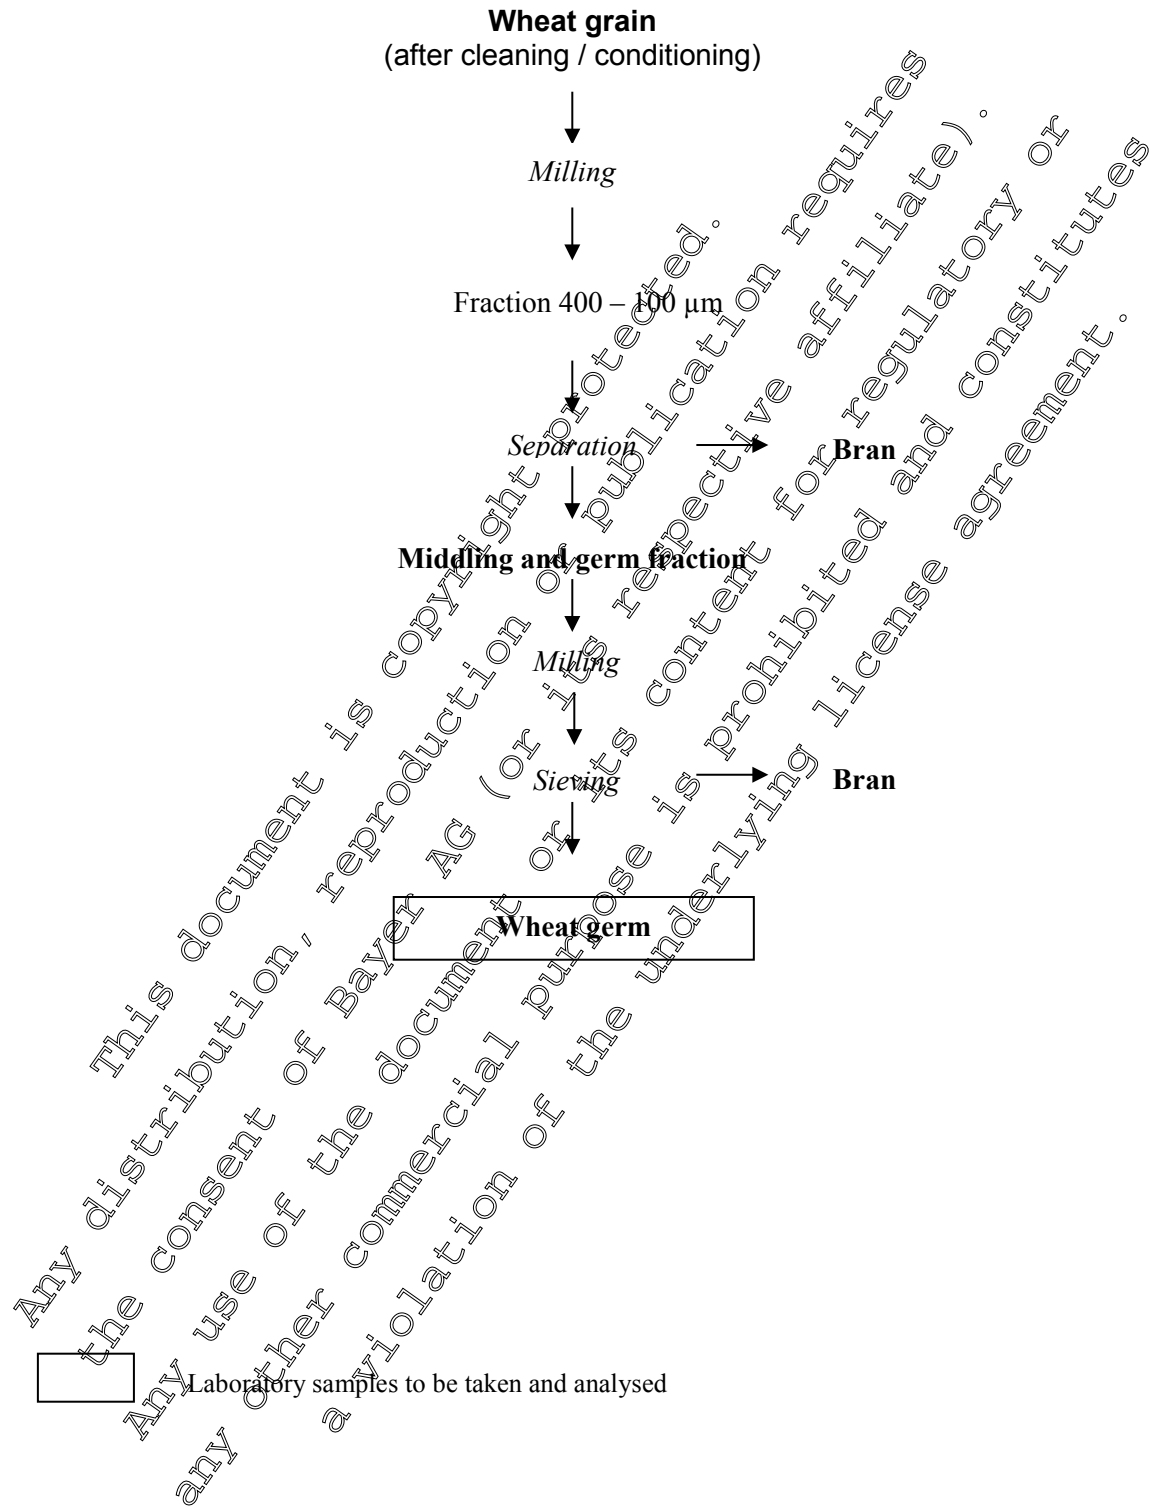 Wheat grain
(after cleaning / conditioning)
Milling
Fraction 400 – 100 µm
Separation
Bran
Middling and germ fraction
Milling
Sieving
Bran
Wheat germ
Laboratory samples to be taken and analysed
This document is copyright protected.
Any distribution, reproduction or publication requires
the consent of Bayer AG (or its respective affiliate).
Any use of the document or its content for regulatory or
any other commercial purpose is prohibited and constitutes
a violation of the underlying license agreement.